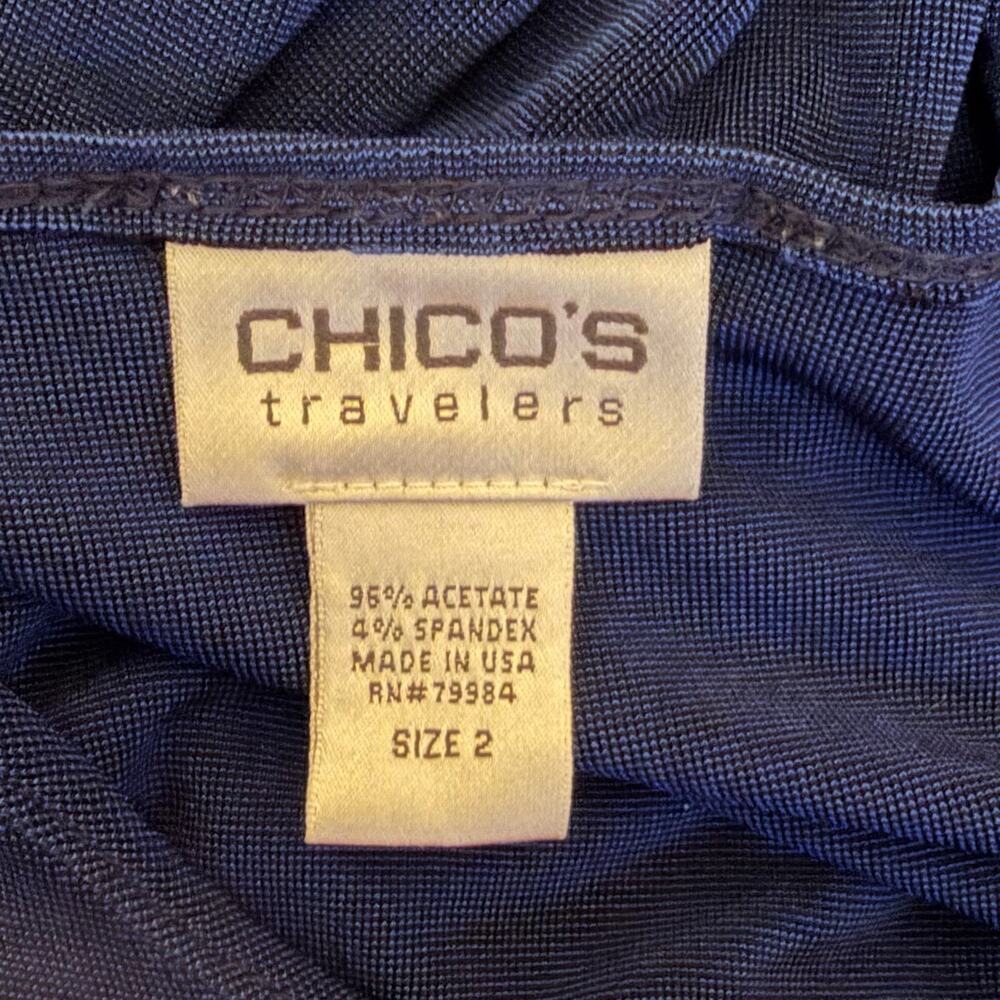 CHICO'S
travelers
96% ACETATE
4% SPANDEX
MADE IN USA
RN#79984
SIZE 2